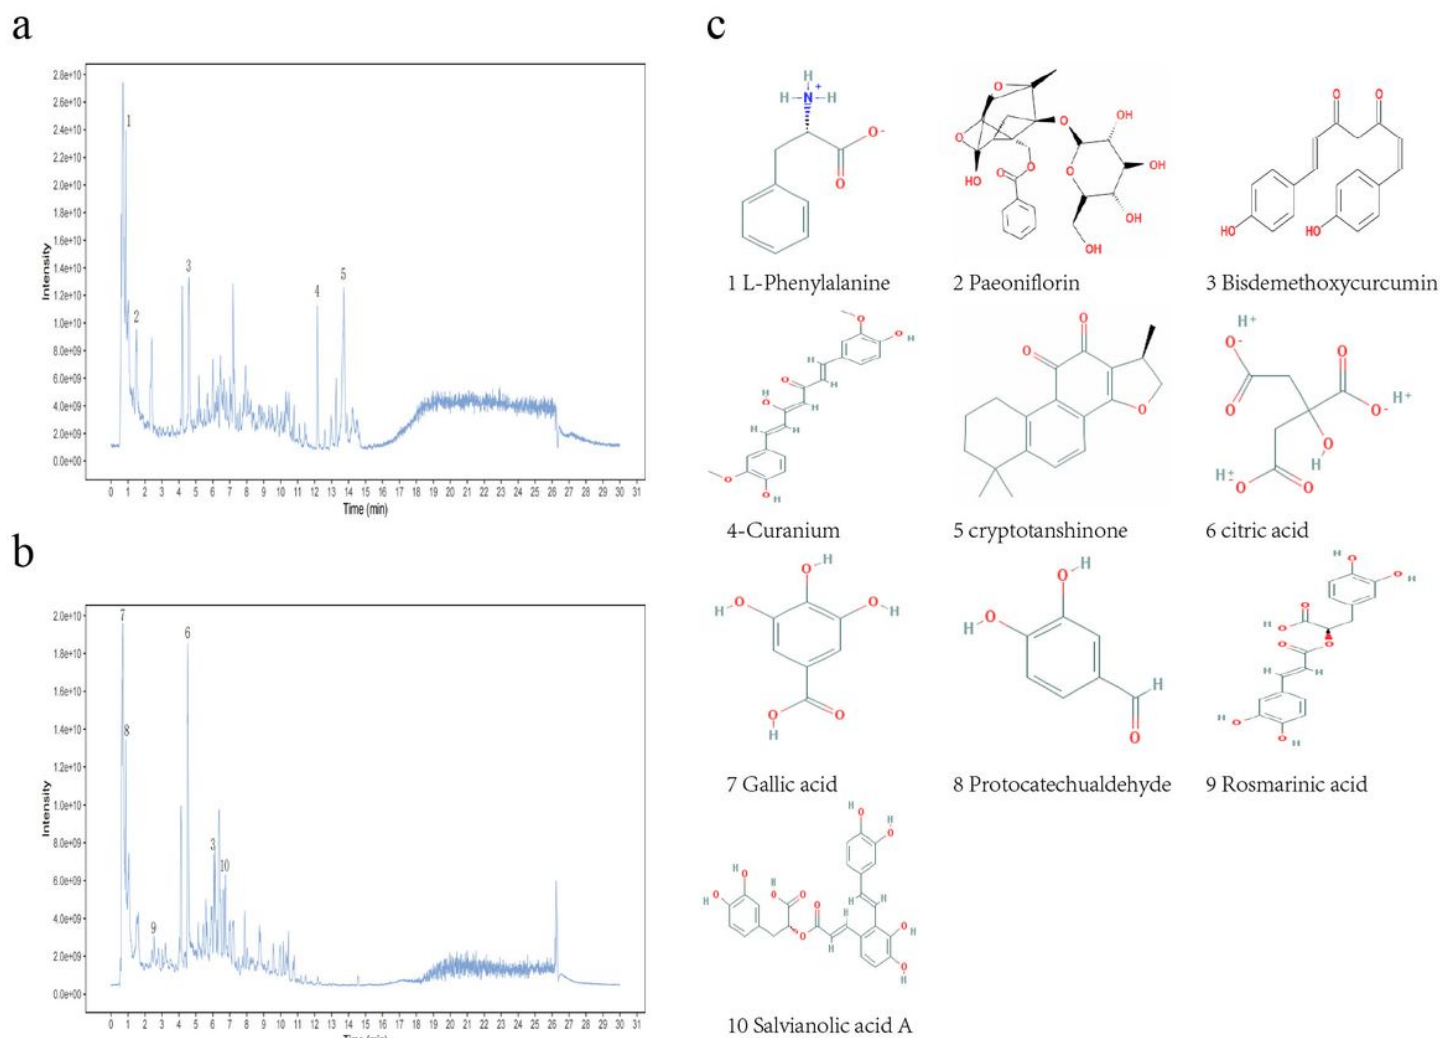 a
2.8e+10
2.6e+10
2.4e+10
2.2e+10
2.0e+10
1.8e+10
1.6e+10
1.4e+10
1.2e+10
1.0e+10
8.0e+09
6.0e+09
4.0e+09
2.0e+09
0.0e+00
Intensity
1
2
3
4
5
0 1 2 3 4 5 6 7 8 9 10 11 12 13 14 15 16 17 18 19 20 21 22 23 24 25 26 27 28 29 30 31
Time (min)
b
2.0e+10
1.8e+10
1.6e+10
1.4e+10
1.2e+10
1.0e+10
8.0e+09
6.0e+09
4.0e+09
2.0e+09
0.0e+00
Intensity
7
8
9
6
3
10
0 1 2 3 4 5 6 7 8 9 10 11 12 13 14 15 16 17 18 19 20 21 22 23 24 25 26 27 28 29 30 31
Time (min)
c
1 L-Phenylalanine
2 Paeoniflorin
3 Bisdemethoxycurcumin
4-Curanium
5 cryptotanshinone
6 citric acid
7 Gallic acid
8 Protocatechualdehyde
9 Rosmarinic acid
10 Salvianolic acid A